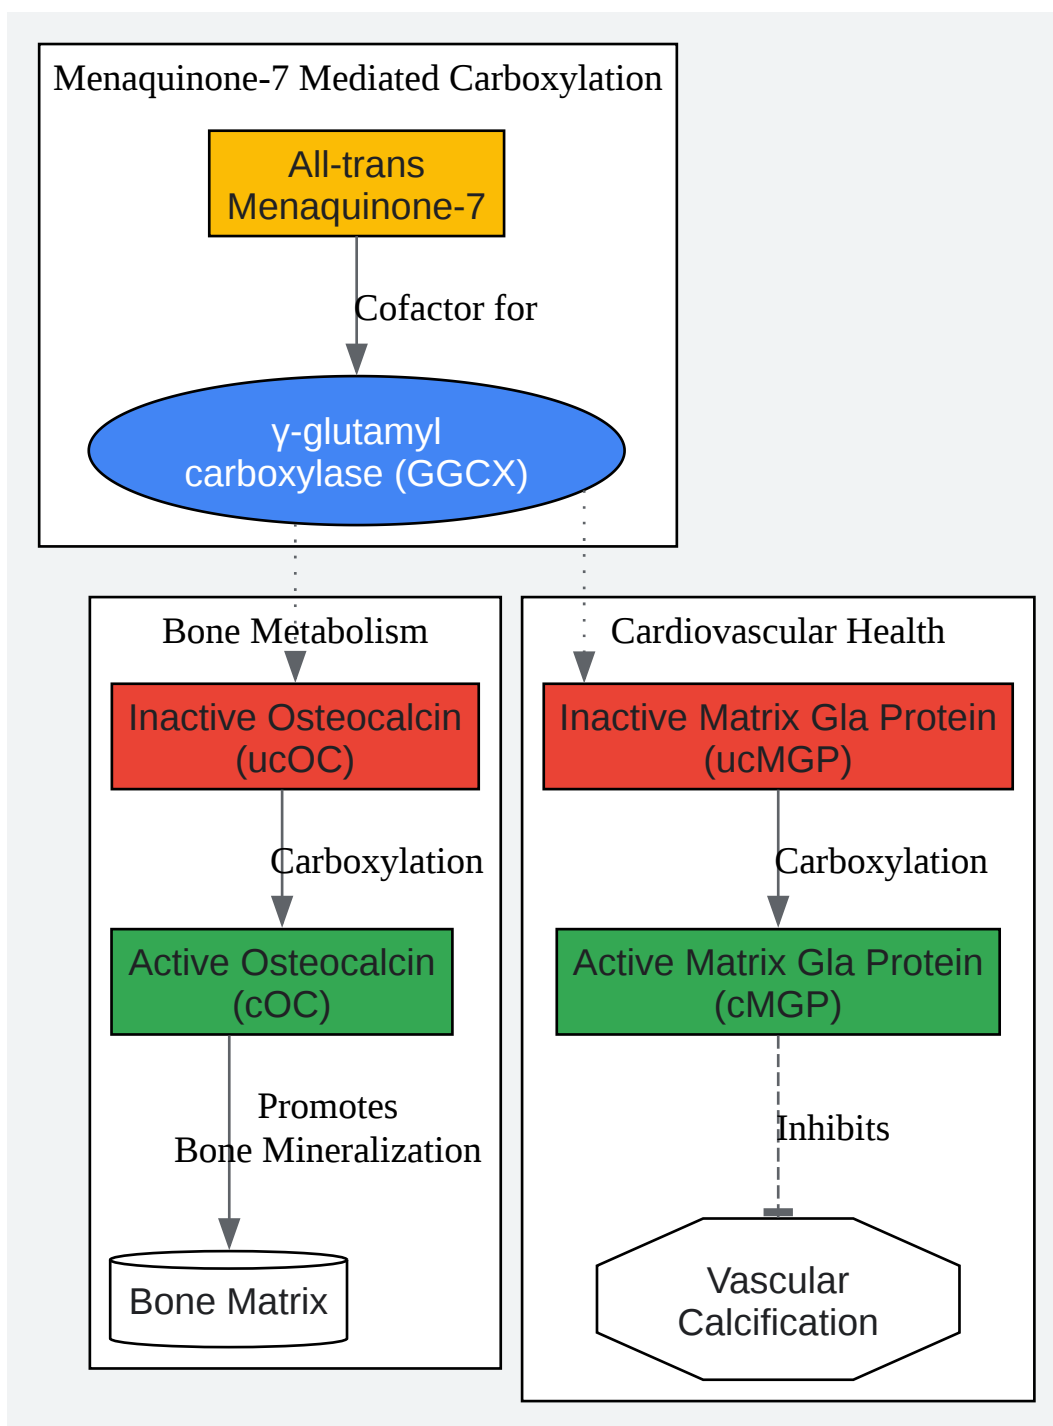 Menaquinone-7 Mediated Carboxylation
All-trans
Menaquinone-7
Cofactor for
γ-glutamyl
carboxylase (GGCX)
Bone Metabolism
Inactive Osteocalcin
(ucOC)
Carboxylation
Active Osteocalcin
(cOC)
Promotes
Bone Mineralization
Bone Matrix
Cardiovascular Health
Inactive Matrix Gla Protein
(ucMGP)
Carboxylation
Active Matrix Gla Protein
(cMGP)
Inhibits
Vascular
Calcification